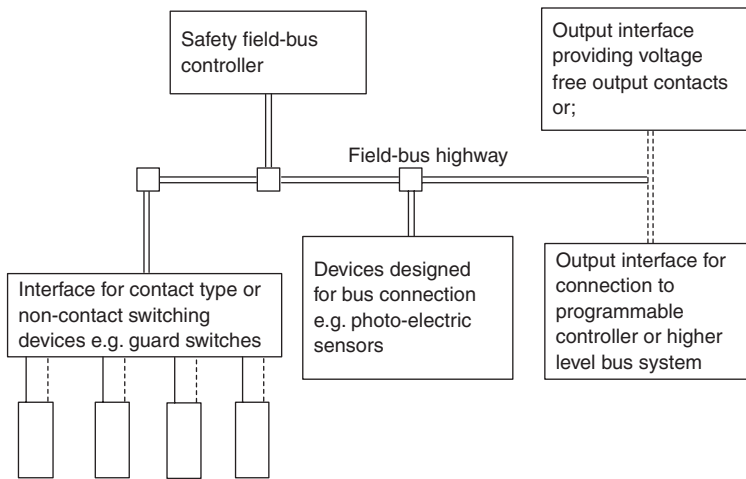 Safety field-bus
controller
Output interface
providing voltage
free output contacts
or;
Field-bus highway
Interface for contact type or
non-contact switching
devices e.g. guard switches
Devices designed
for bus connection
e.g. photo-electric
sensors
Output interface for
connection to
programmable
controller or higher
level bus system